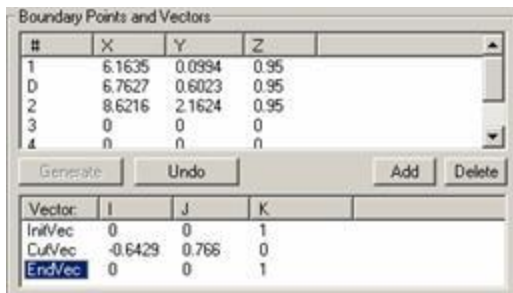 Boundary Points and Vectors
# X Y Z
1 6.1635 0.0994 0.95
D 6.7627 0.6023 0.95
2 8.6216 2.1624 0.95
3 0 0 0
4 0 0 0
Generate Undo Add Delete
Vector: I J K
InitVec 0 0 1
CutVec -0.6429 0.766 0
EndVec 0 0 1